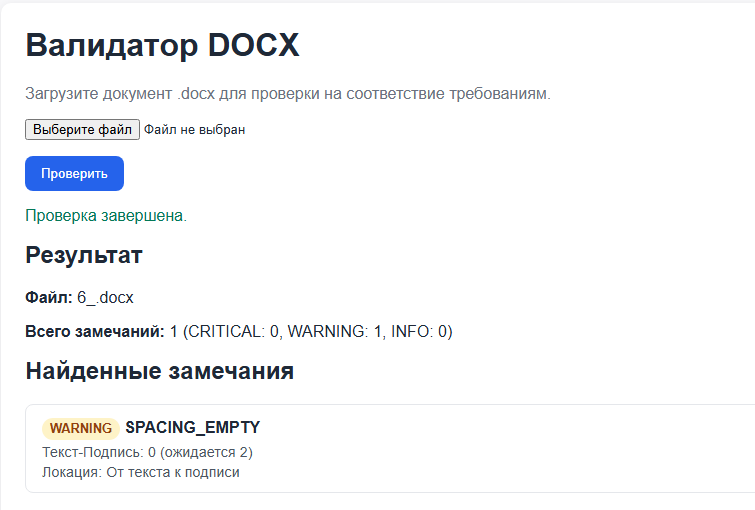 Валидатор DOCX
Загрузите документ .docx для проверки на соответствие требованиям.
Выберите файл Файл не выбран
Проверить
Проверка завершена.
Результат
Файл: 6_.docx
Всего замечаний: 1 (CRITICAL: 0, WARNING: 1, INFO: 0)
Найденные замечания
WARNING SPACING_EMPTY
Текст-Подпись: 0 (ожидается 2)
Локация: От текста к подписи